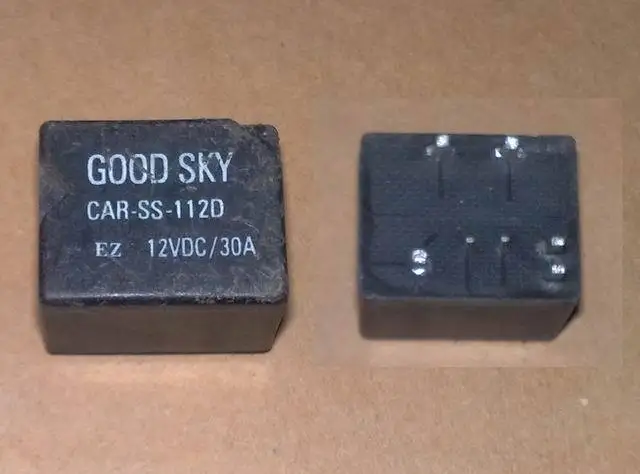 GOOD SKY
CAR-SS-112D
EZ 12VDC/30A